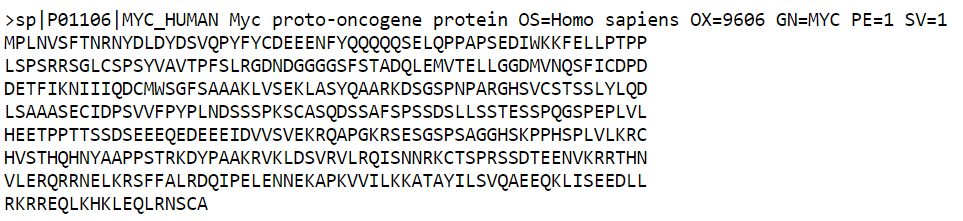 >sp|P01106|MYC_HUMAN Myc proto-oncogene protein OS=Homo sapiens OX=9606 GN=MYC PE=1 SV=1
MPLNVSFTNRNYDLDYDSVQPYFYCDEEENFYQQQQQSELQPPAPSEDIWKKFELLPTPP
LSPSRRSGLCSPSYVAVTPFSLRGDNDGGGGSFSTADQLEMVTELLGGDMVNQSFICDPD
DETFIKNIIIQDCMWSGFSAAAKLVSEKLASYQAARKDSGSPNPARGHSVCSTSSLYLQD
LSAAASECIDPSVVFPYPLNDSSSPKSCASQDSSAFSPSSDSLLSSTESSPQGSPEPLVL
HEETPPTTSSDSEEEQEDEEEIDVVSVEKRQAPGKRSESGSPSAGGHSKPPHSPLVLKRC
HVSTHQHNYAAPPSTRKDYPAAKRVKLDSVRVLRQISNNRKCTSPRSSDTEENVKRRTHN
VLERQRRNELKRSFFALRDQIPELENNEKAPKVVILKKATAYILSVQAEEQKLISEEDLL
RKRREQLKHKLEQLRNSCA